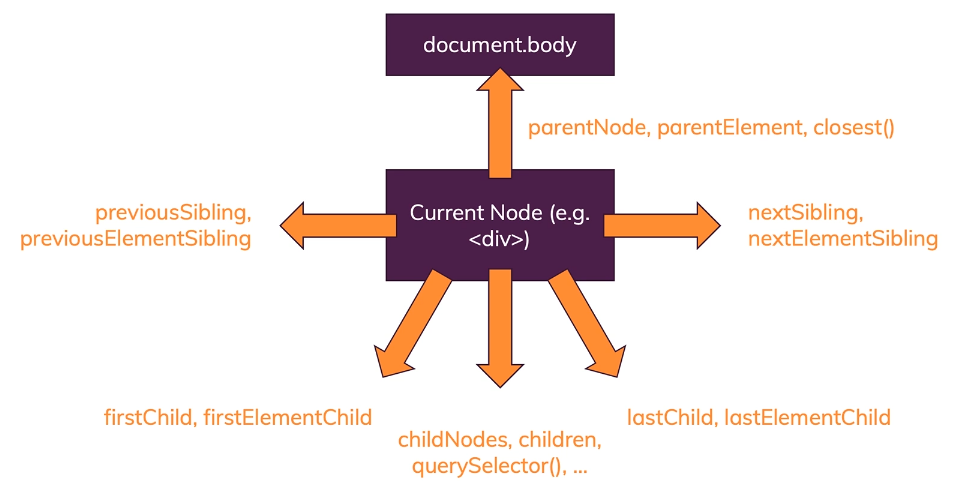 document.body
parentNode, parentElement, closest()
previousSibling,
previousElementSibling
Current Node (e.g.
<div>)
nextSibling,
nextElementSibling
firstChild, firstElementChild
childNodes, children,
querySelector(), ...
lastChild, lastElementChild